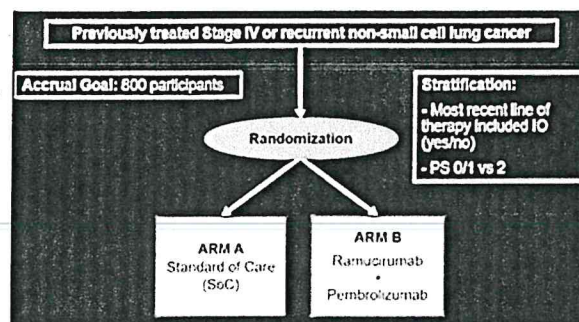 Previously treated Stage IV or recurrent non-small cell lung cancer
Accrual Goal: 800 participants
Stratification:
- Most recent line of
therapy included IO
(yes/no)
- PS 0/1 vs 2
Randomization
ARM A
Standard of Care
(SoC)
ARM B
Ramucirumab
+
Pembrolizumab